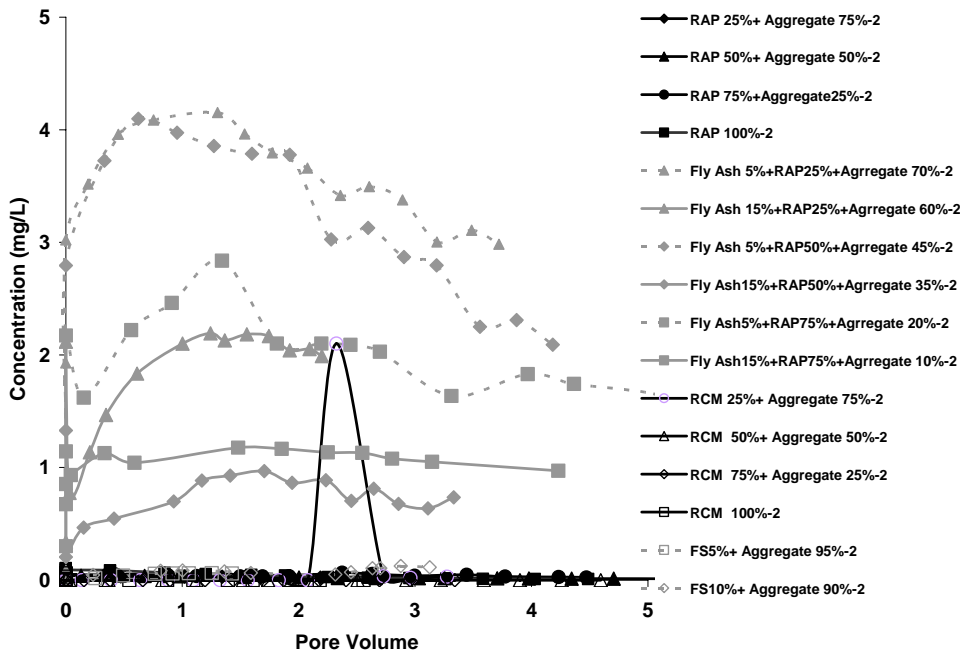 5
4
3
2
1
0
Concentration (mg/L)
0 1 2 3 4 5
Pore Volume
RAP 25%+ Aggregate 75%-2
RAP 50%+ Aggregate 50%-2
RAP 75%+Aggregate25%-2
RAP 100%-2
Fly Ash 5%+RAP25%+Agrregate 70%-2
Fly Ash 15%+RAP25%+Agrregate 60%-2
Fly Ash 5%+RAP50%+Agrregate 45%-2
Fly Ash15%+RAP50%+Agrregate 35%-2
Fly Ash5%+RAP75%+Agrregate 20%-2
Fly Ash15%+RAP75%+Agrregate 10%-2
RCM 25%+ Aggregate 75%-2
RCM 50%+ Aggregate 50%-2
RCM 75%+ Aggregate 25%-2
RCM 100%-2
FS5%+ Aggregate 95%-2
FS10%+ Aggregate 90%-2